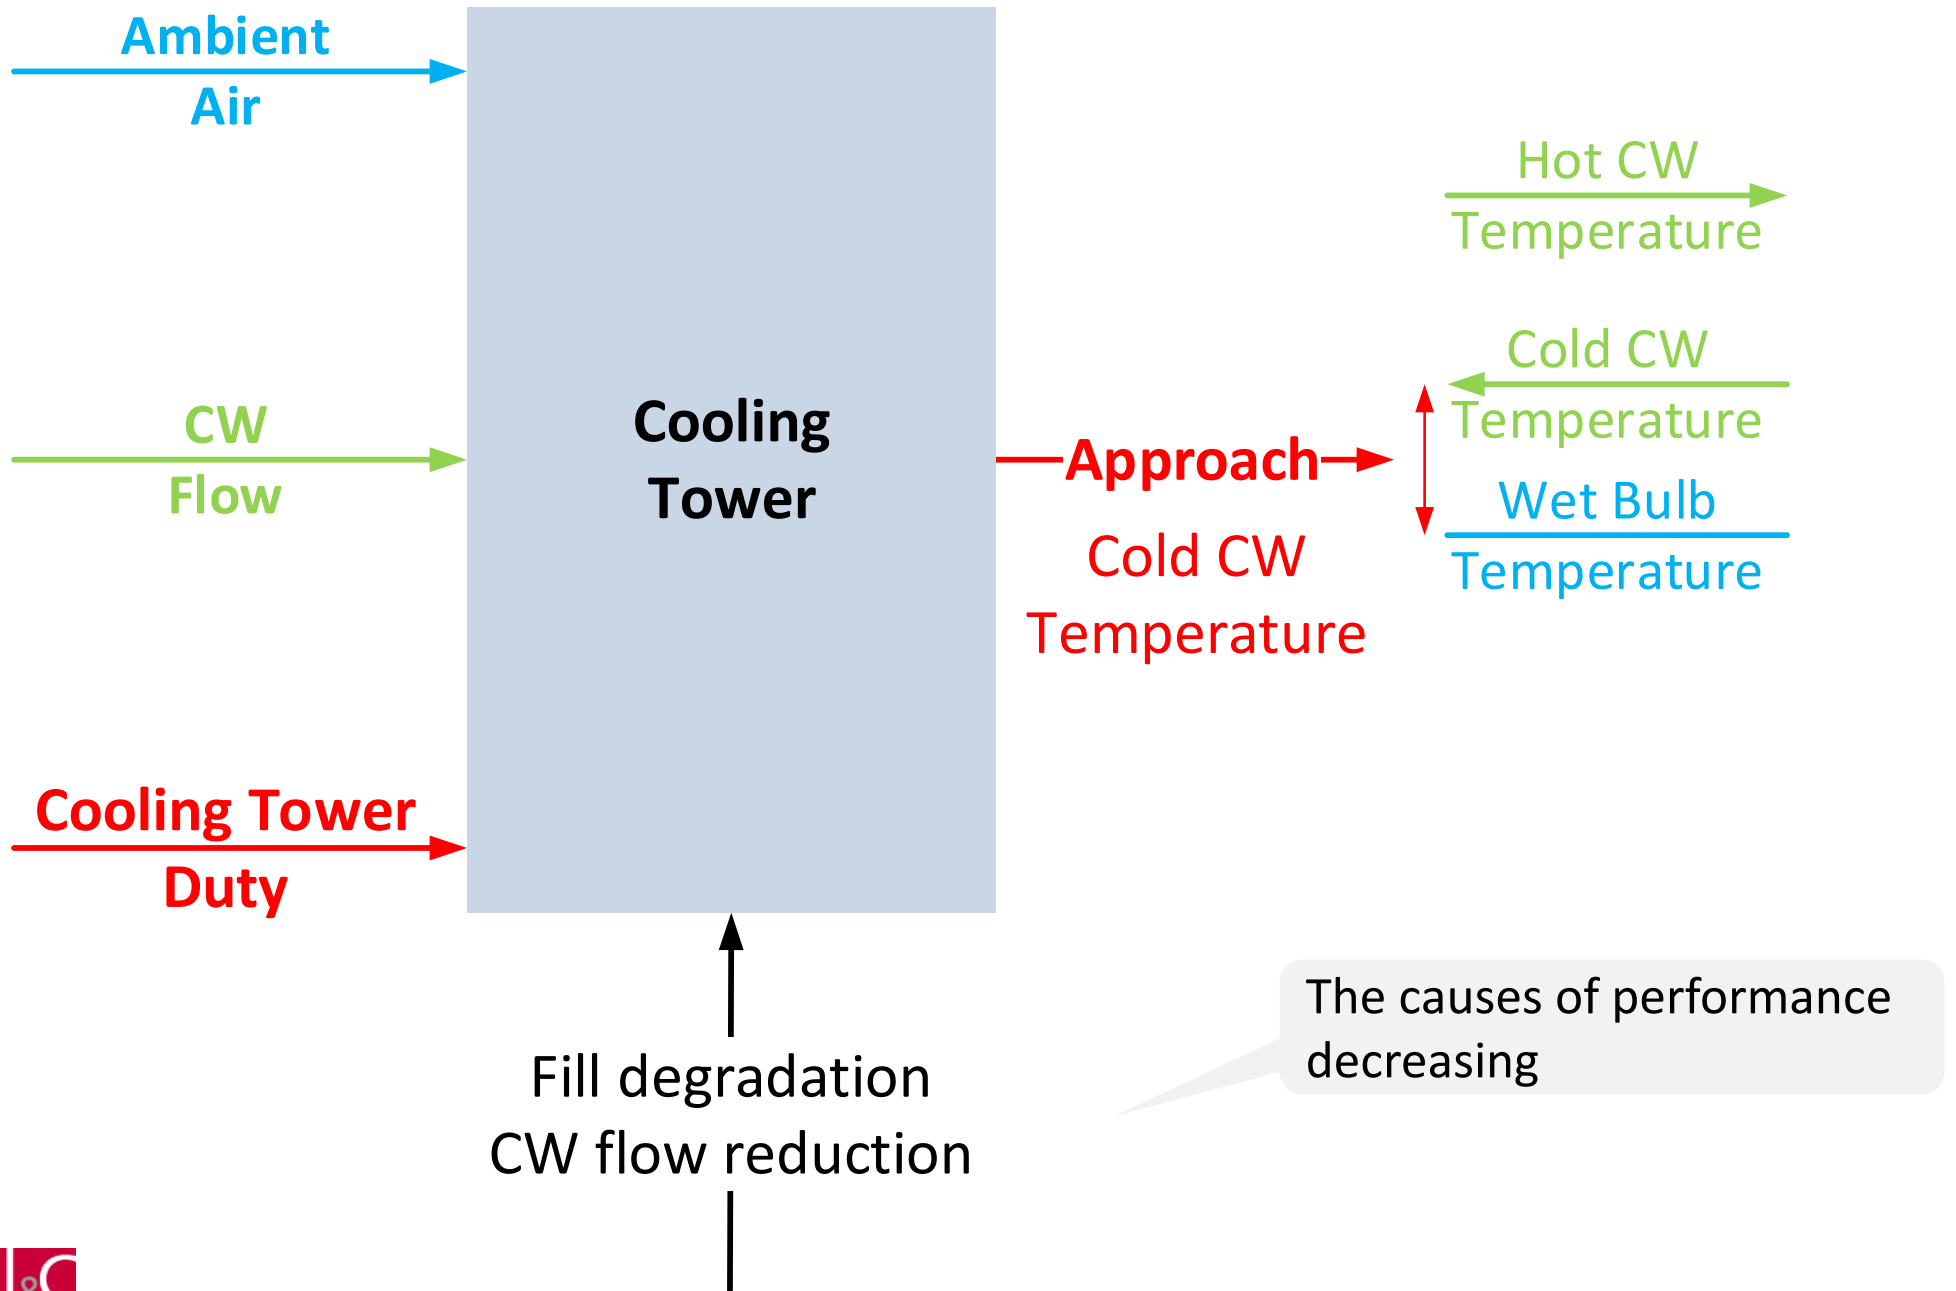 Ambient
Air
Hot CW
Temperature
Cold CW
Temperature
CW
Flow
Cooling
Tower
Approach
Cold CW
Temperature
Wet Bulb
Temperature
Cooling Tower
Duty
The causes of performance
decreasing
Fill degradation
CW flow reduction